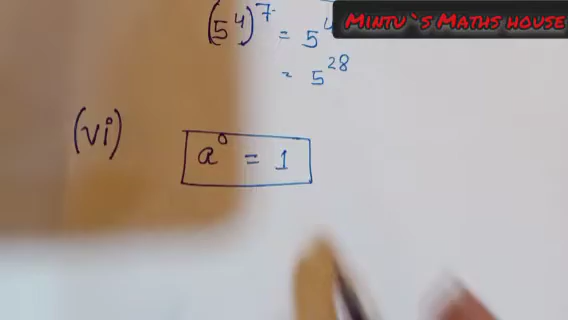 Mintu`s Maths house
(5⁴)⁷ = 5⁴
= 5²⁸
(vi) a⁰ = 1